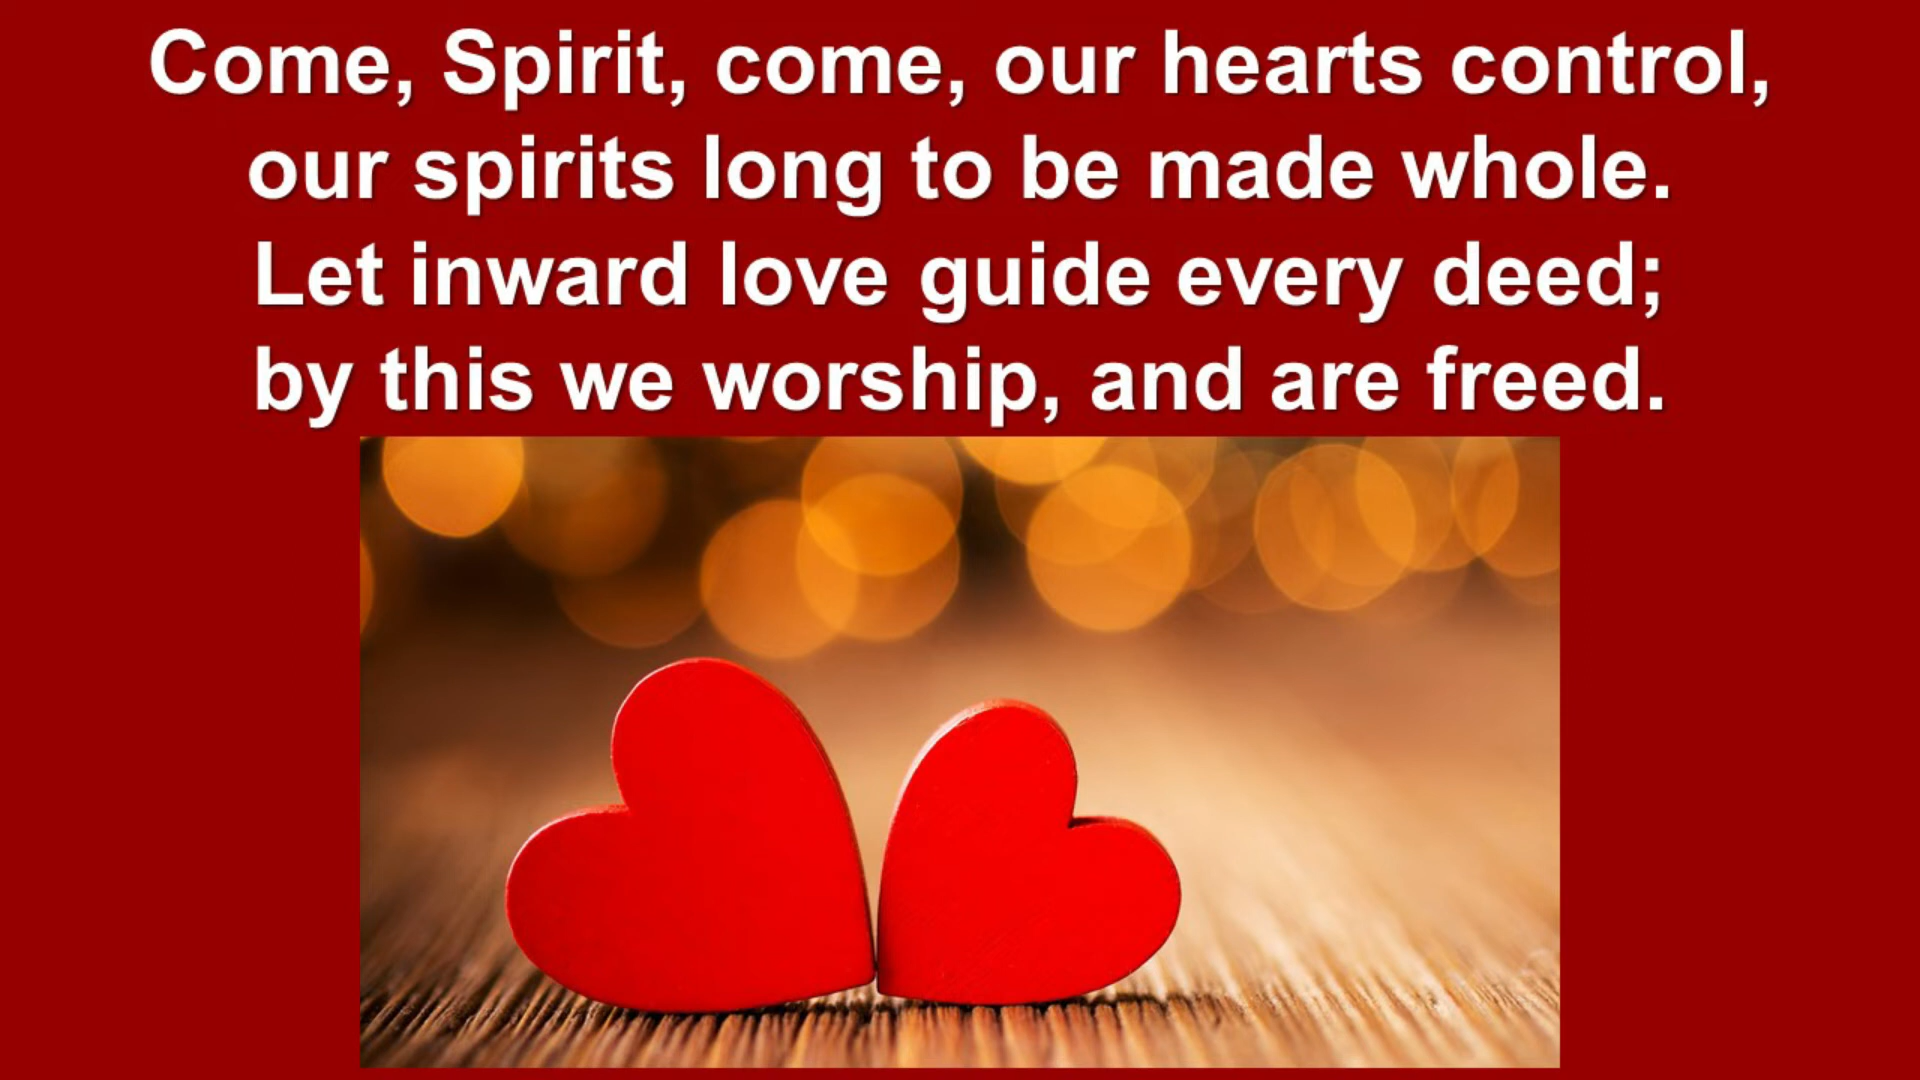 Come, Spirit, come, our hearts control,
our spirits long to be made whole.
Let inward love guide every deed;
by this we worship, and are freed.